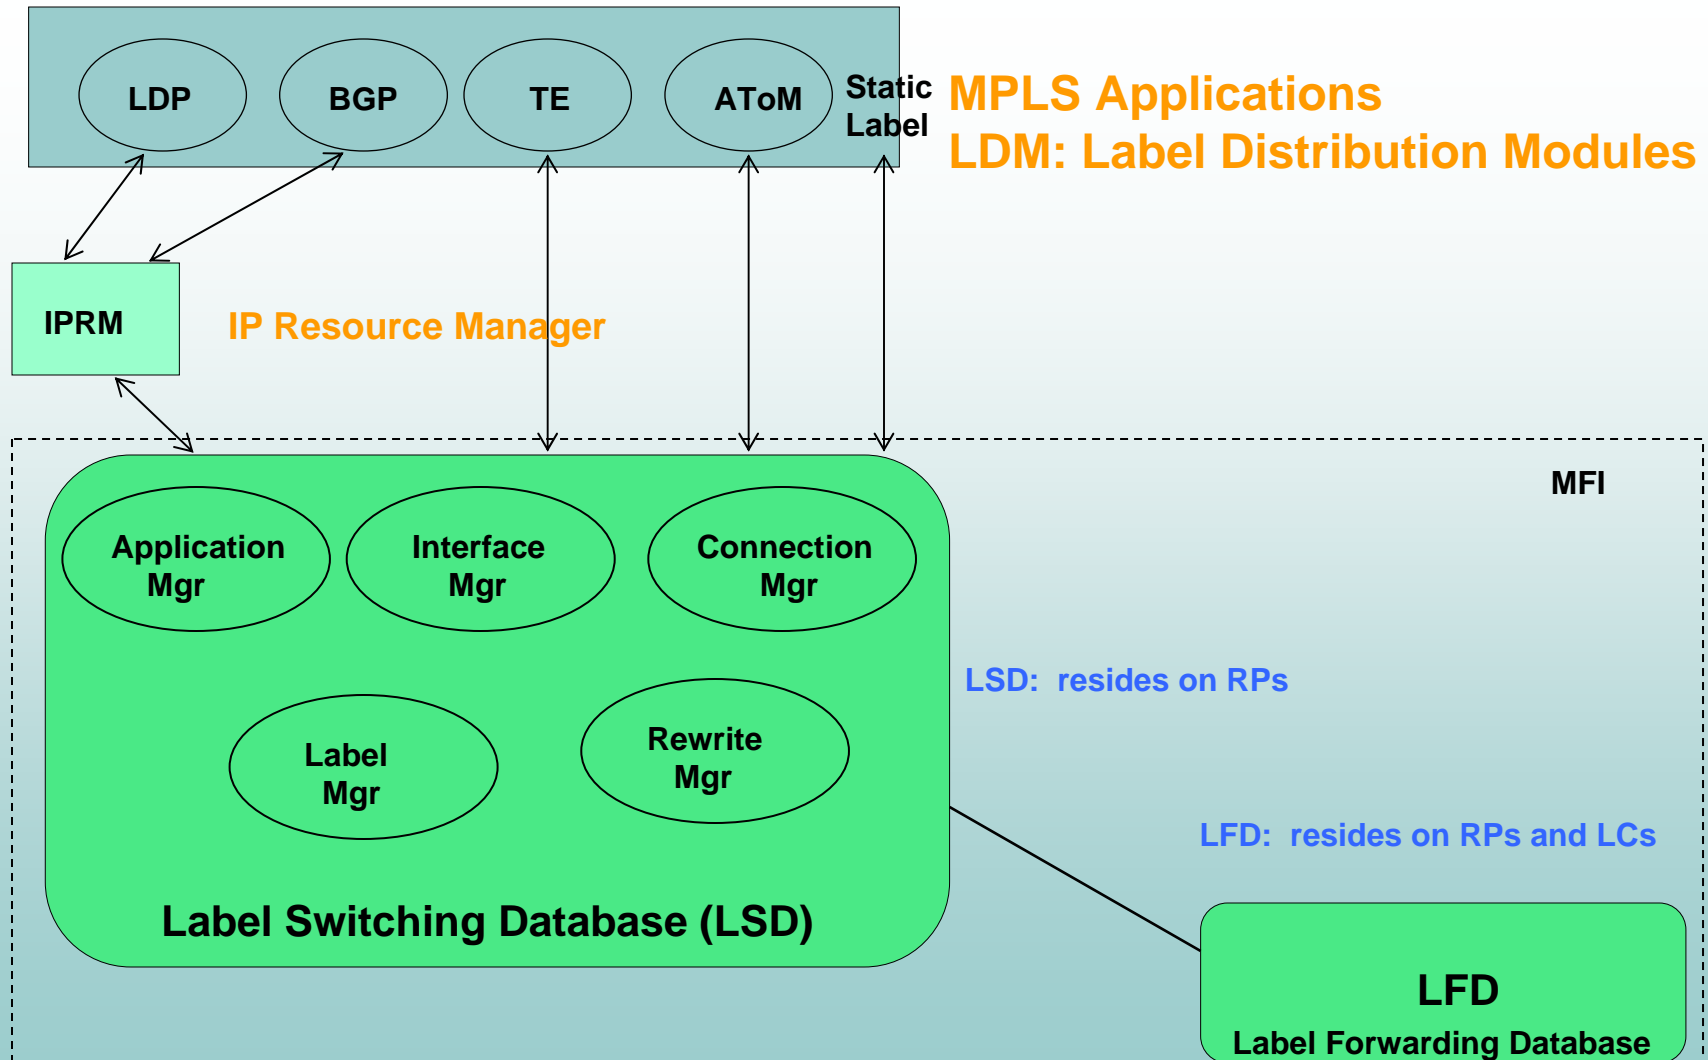 LDP
BGP
TE
AToM
Static
Label
MPLS Applications
LDM: Label Distribution Modules
IPRM
IP Resource Manager
MFI
Application
Mgr
Interface
Mgr
Connection
Mgr
LSD: resides on RPs
Label
Mgr
Rewrite
Mgr
LFD: resides on RPs and LCs
Label Switching Database (LSD)
LFD
Label Forwarding Database